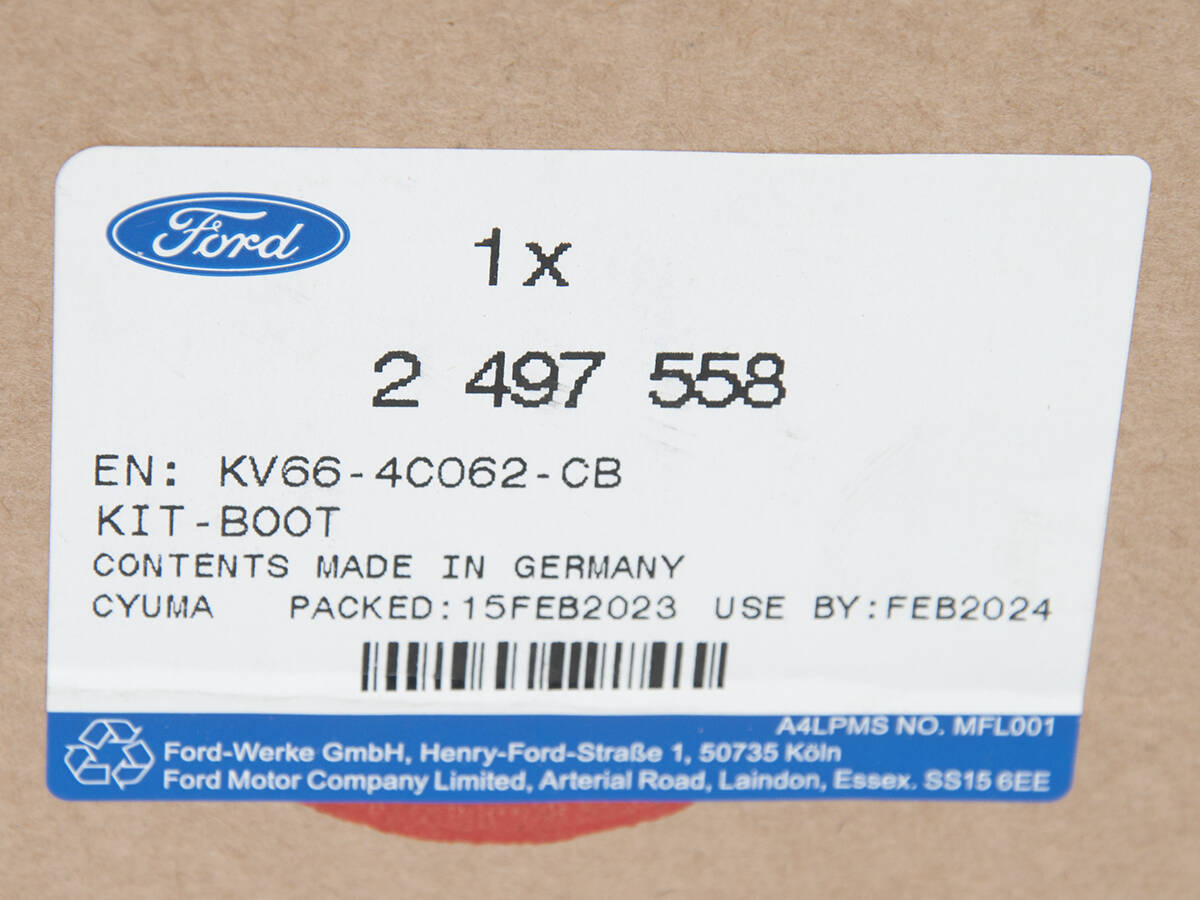 Ford
1x
2 497 558
EN: KV66-4C062-CB
KIT-BOOT
CONTENTS MADE IN GERMANY
CYUMA PACKED:15FEB2023 USE BY:FEB2024
A4LPMS NO. MFL001
Ford-Werke GmbH, Henry-Ford-Straße 1, 50735 Köln
Ford Motor Company Limited, Arterial Road, Laindon, Essex. SS15 6EE